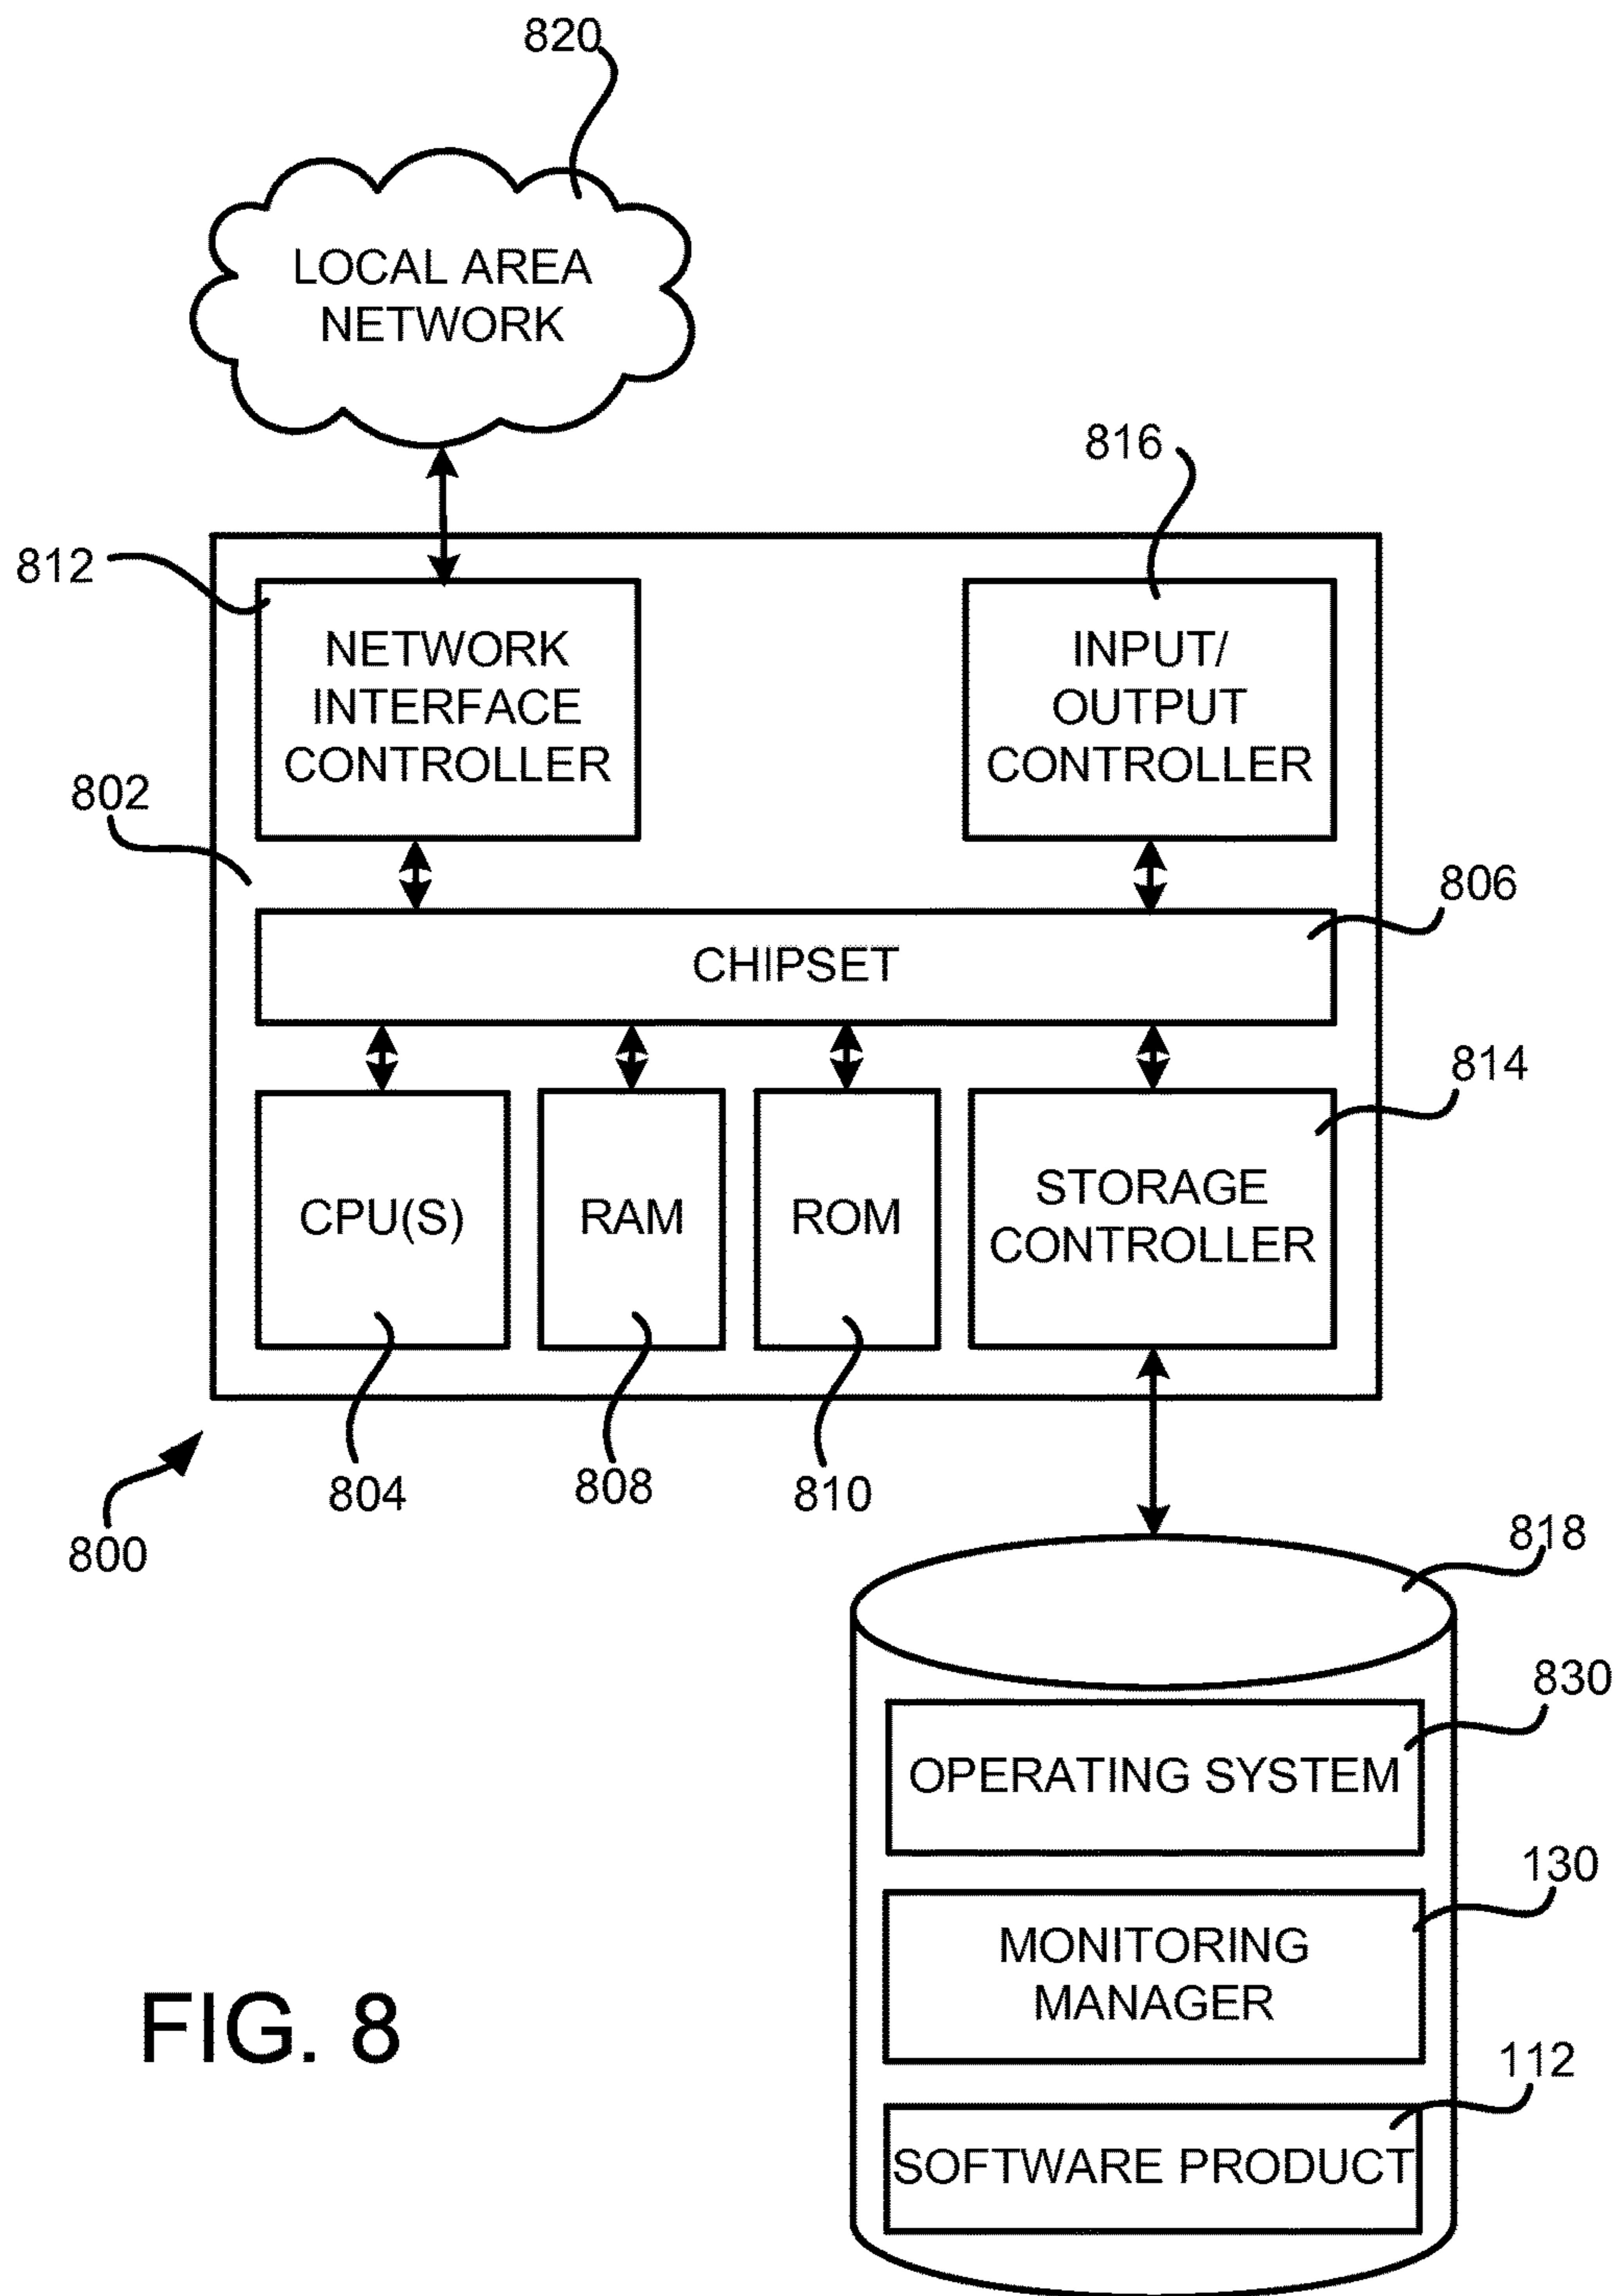 820
LOCAL AREA
NETWORK
816
812
NETWORK
INTERFACE
CONTROLLER
INPUT/
OUTPUT
CONTROLLER
802
806
CHIPSET
814
CPU(S)
RAM
ROM
STORAGE
CONTROLLER
804
808
810
800
818
830
OPERATING SYSTEM
130
MONITORING
MANAGER
FIG. 8
112
SOFTWARE PRODUCT